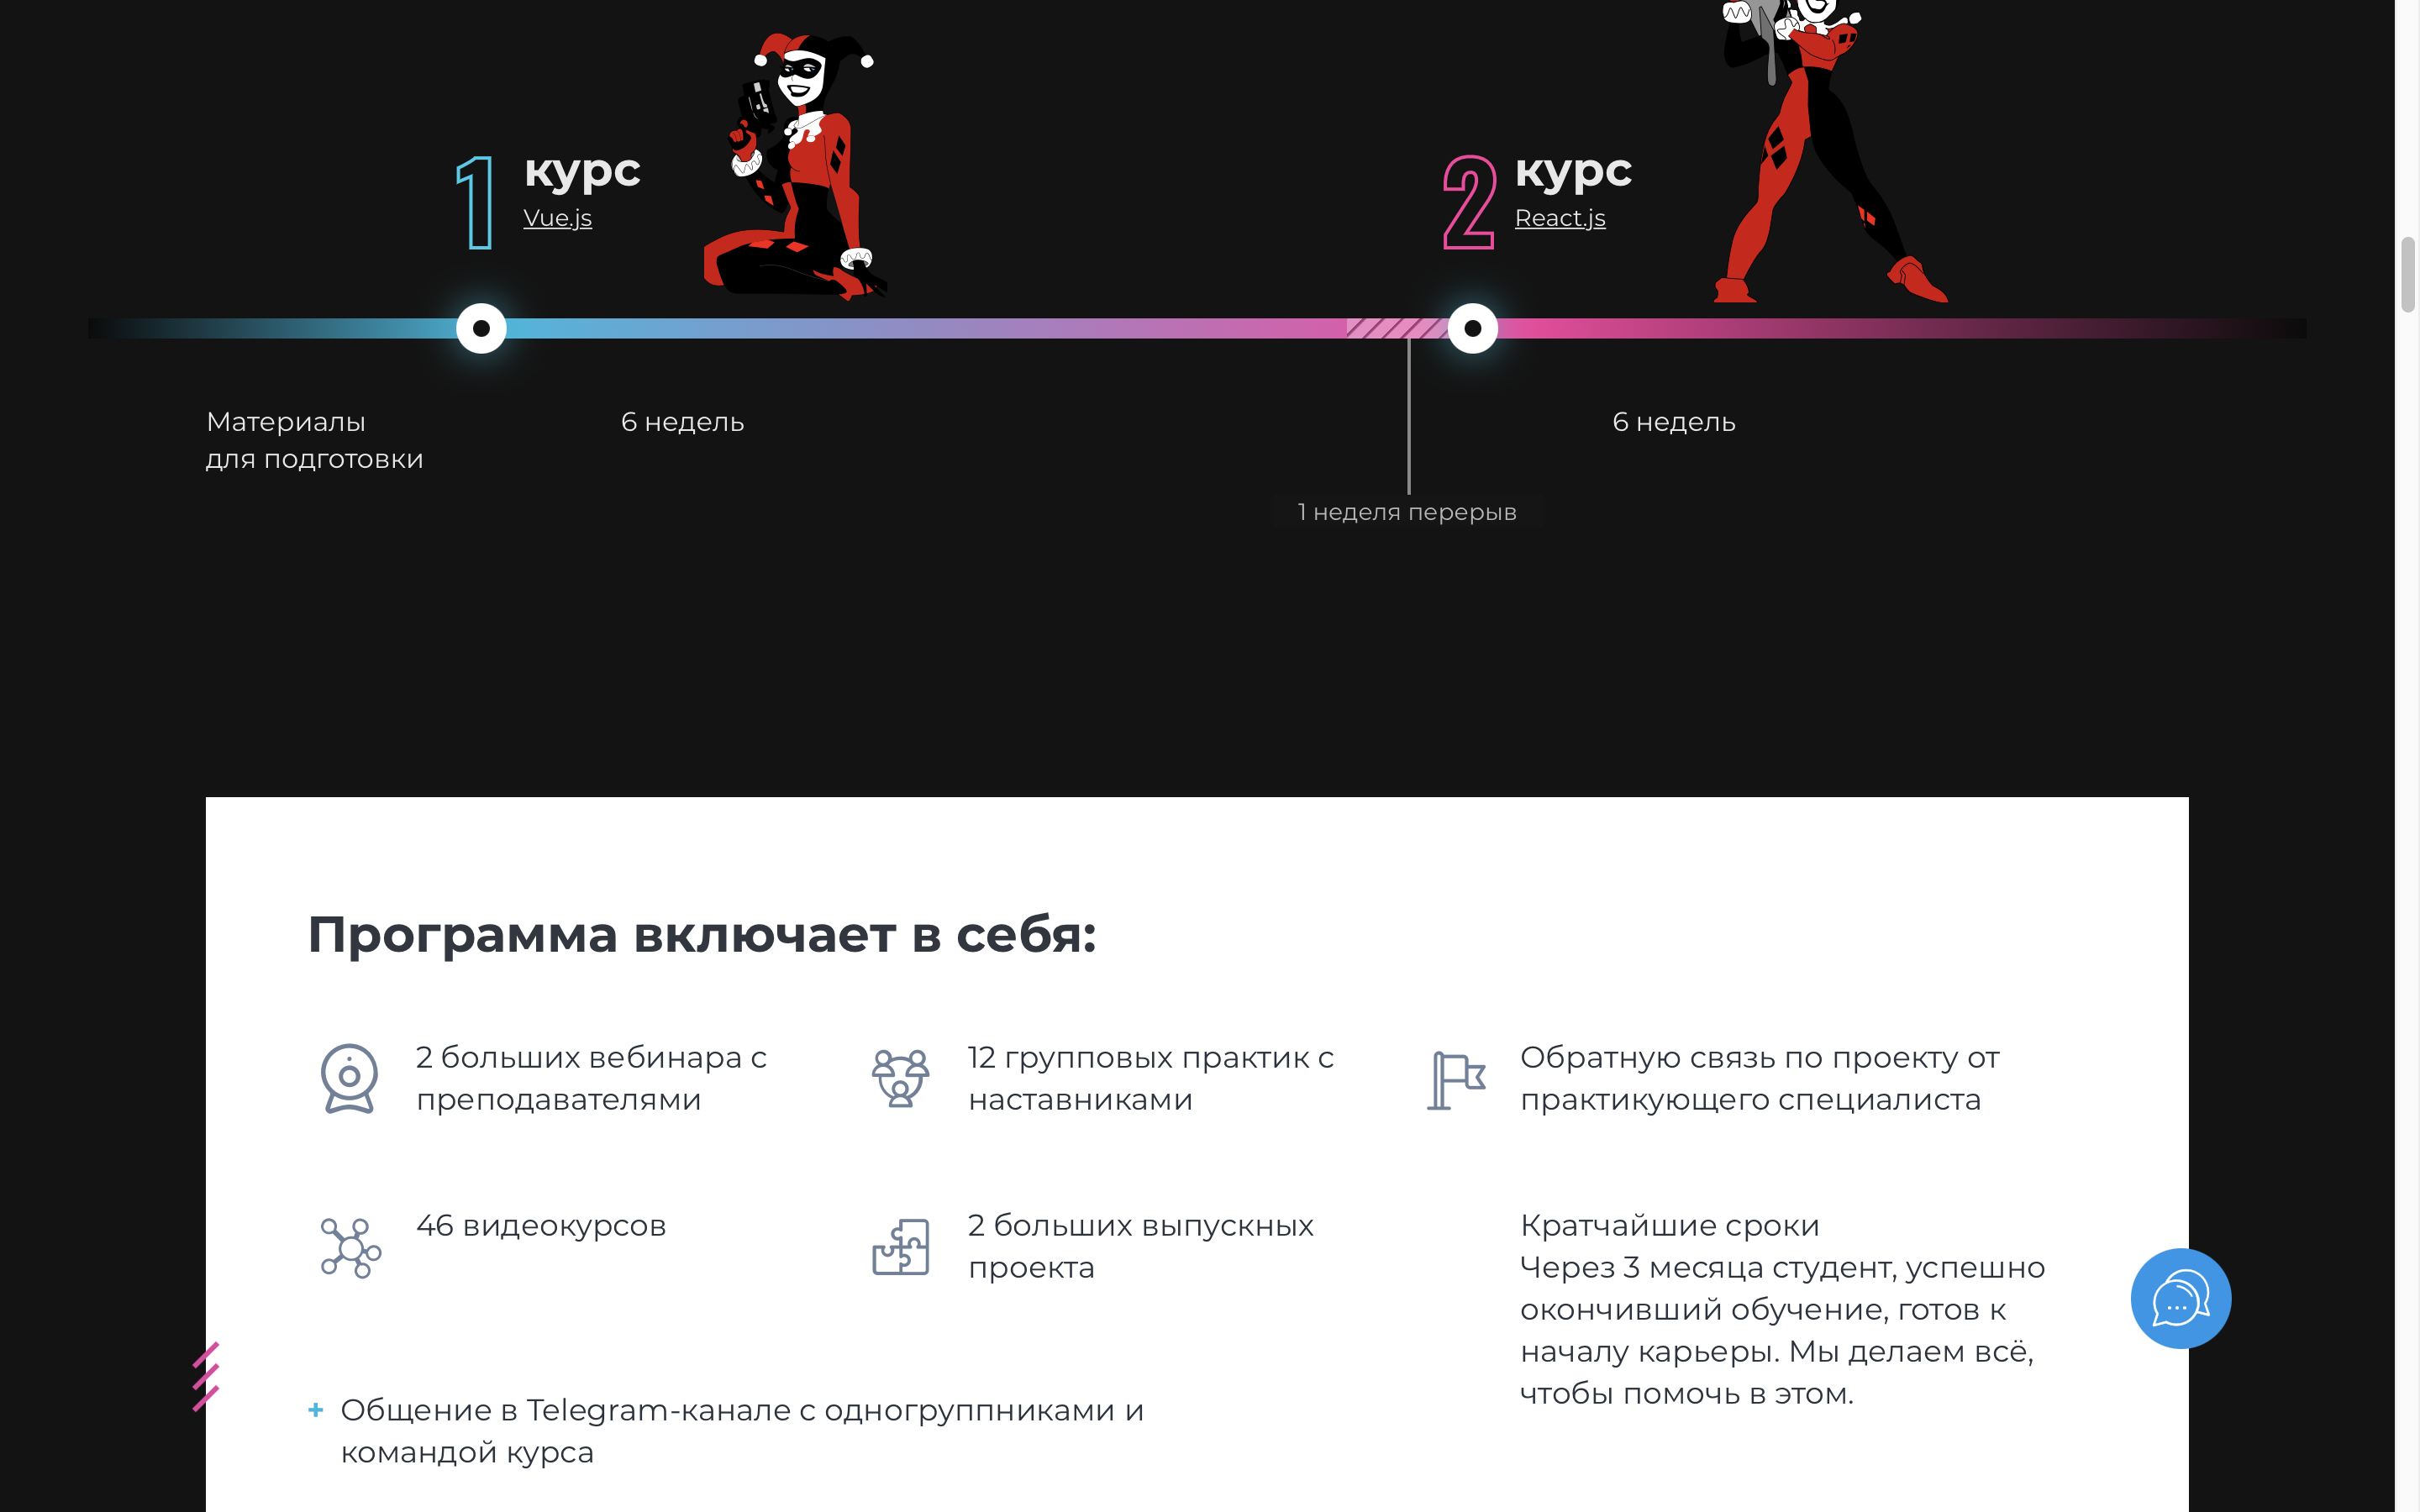 1 курс
Vue.js
2 курс
React.js
Материалы
для подготовки
6 недель
6 недель
1 неделя перерыв
Программа включает в себя:
2 больших вебинара с
преподавателями
12 групповых практик с
наставниками
Обратную связь по проекту от
практикующего специалиста
46 видеокурсов
2 больших выпускных
проекта
Кратчайшие сроки
Через 3 месяца студент, успешно
окончивший обучение, готов к
началу карьеры. Мы делаем всё,
чтобы помочь в этом.
+ Общение в Telegram-канале с одногруппниками и
командой курса